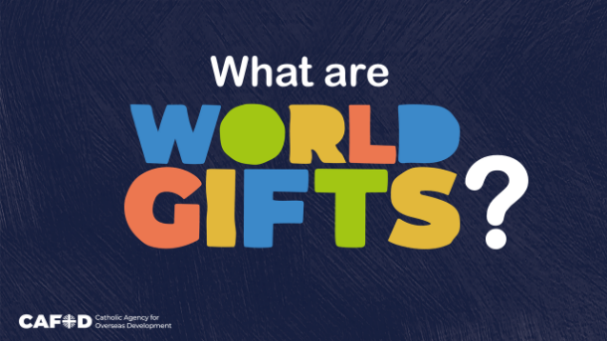 What are
WORLD
GIFTS?
CAFOD
Catholic Agency for
Overseas Development